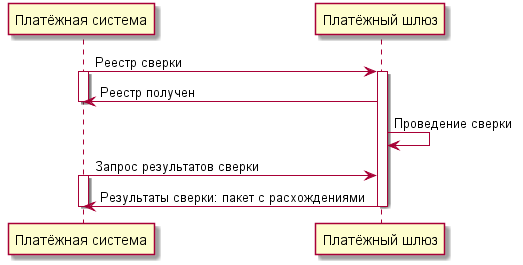 Платёжная система
Платёжный шлюз
Реестр сверки
Реестр получен
Проведение сверки
Запрос результатов сверки
Результаты сверки: пакет с расхождениями
Платёжная система
Платёжный шлюз